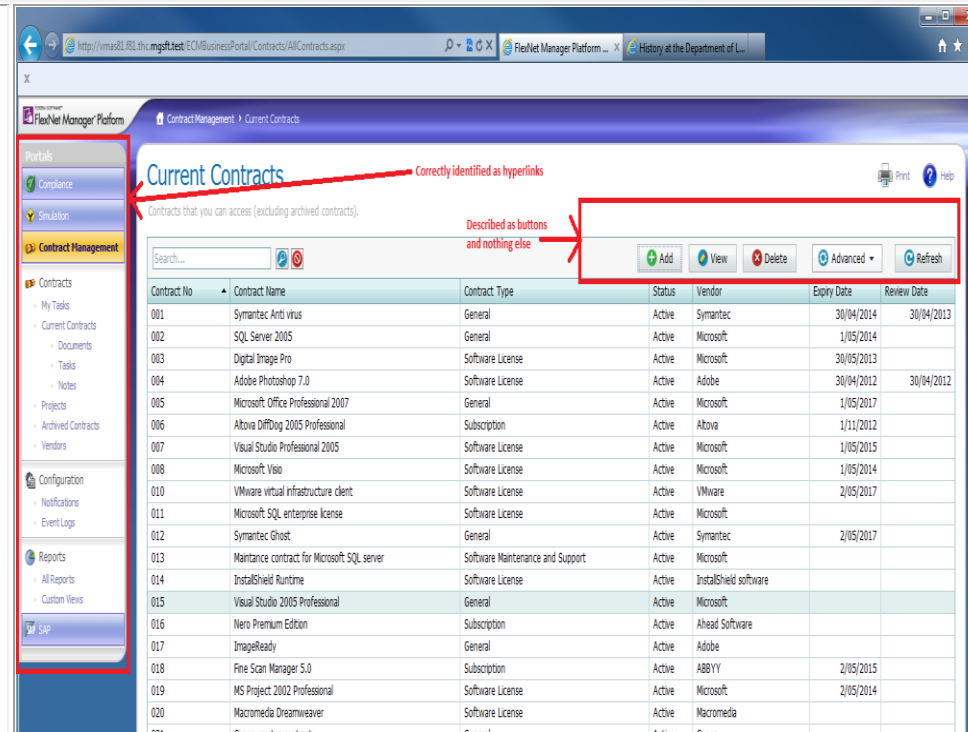 http://vmas81.f81.thc.mgsft.test/ECMBusinessPortal/Contracts/AllContracts.aspx
FlexNet Manager Platform ... X
History at the Department of L...
x
FlexNet Manager Platform
Contract Management › Current Contracts
Portals
Compliance
Simulation
Contract Management
Contracts
My Tasks
Current Contracts
Documents
Tasks
Notes
Projects
Archived Contracts
Vendors
Configuration
Notifications
Event Logs
Reports
All Reports
Custom Views
SAP
Current Contracts
Correctly identified as hyperlinks
Print
Help
Contracts that you can access (excluding archived contracts).
Described as buttons
and nothing else
Search...
Add View Delete Advanced Refresh
Contract No Contract Name Contract Type Status Vendor Expiry Date Review Date
001 Symantec Anti virus General Active Symantec 30/04/2014 30/04/2013
002 SQL Server 2005 General Active Microsoft 1/05/2014
003 Digital Image Pro Software License Active Microsoft 30/05/2013
004 Adobe Photoshop 7.0 Software License Active Adobe 30/04/2012 30/04/2012
005 Microsoft Office Professional 2007 General Active Microsoft 1/05/2017
006 Altova DiffDog 2005 Professional Subscription Active Altova 1/11/2012
007 Visual Studio Professional 2005 Software License Active Microsoft 1/05/2015
008 Microsoft Visio Software License Active Microsoft 1/05/2014
010 VMware virtual infrastructure client Software License Active VMware 2/05/2017
011 Microsoft SQL enterprise license Software License Active Microsoft
012 Symantec Ghost General Active Symantec 2/05/2017
013 Maintance contract for Microsoft SQL server Software Maintenance and Support Active Microsoft
014 InstallShield Runtime Software License Active InstallShield software
015 Visual Studio 2005 Professional General Active Microsoft
016 Nero Premium Edition Subscription Active Ahead Software
017 ImageReady General Active Adobe
018 Fine Scan Manager 5.0 Subscription Active ABBYY 2/05/2015
019 MS Project 2002 Professional Software License Active Microsoft 2/05/2014
020 Macromedia Dreamweaver Software License Active Macromedia